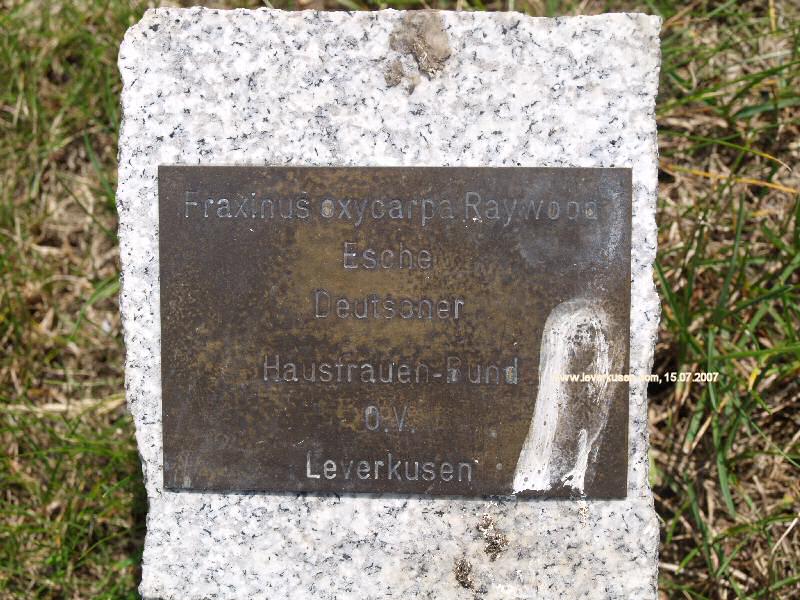 Fraxinus oxycarpa Raywood
Esche
Deutscher
Hausfrauen-Bund
O.V.
Leverkusen
www.leverkusen.com, 15.07.2007